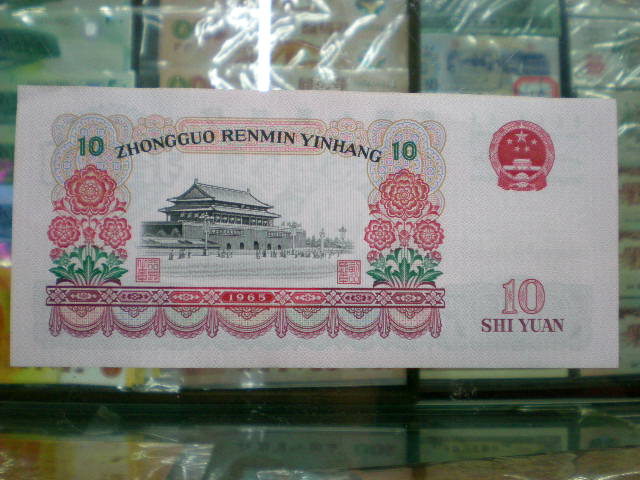 10 ZHONGGUO RENMIN YINHANG 10
1965
10
SHI YUAN